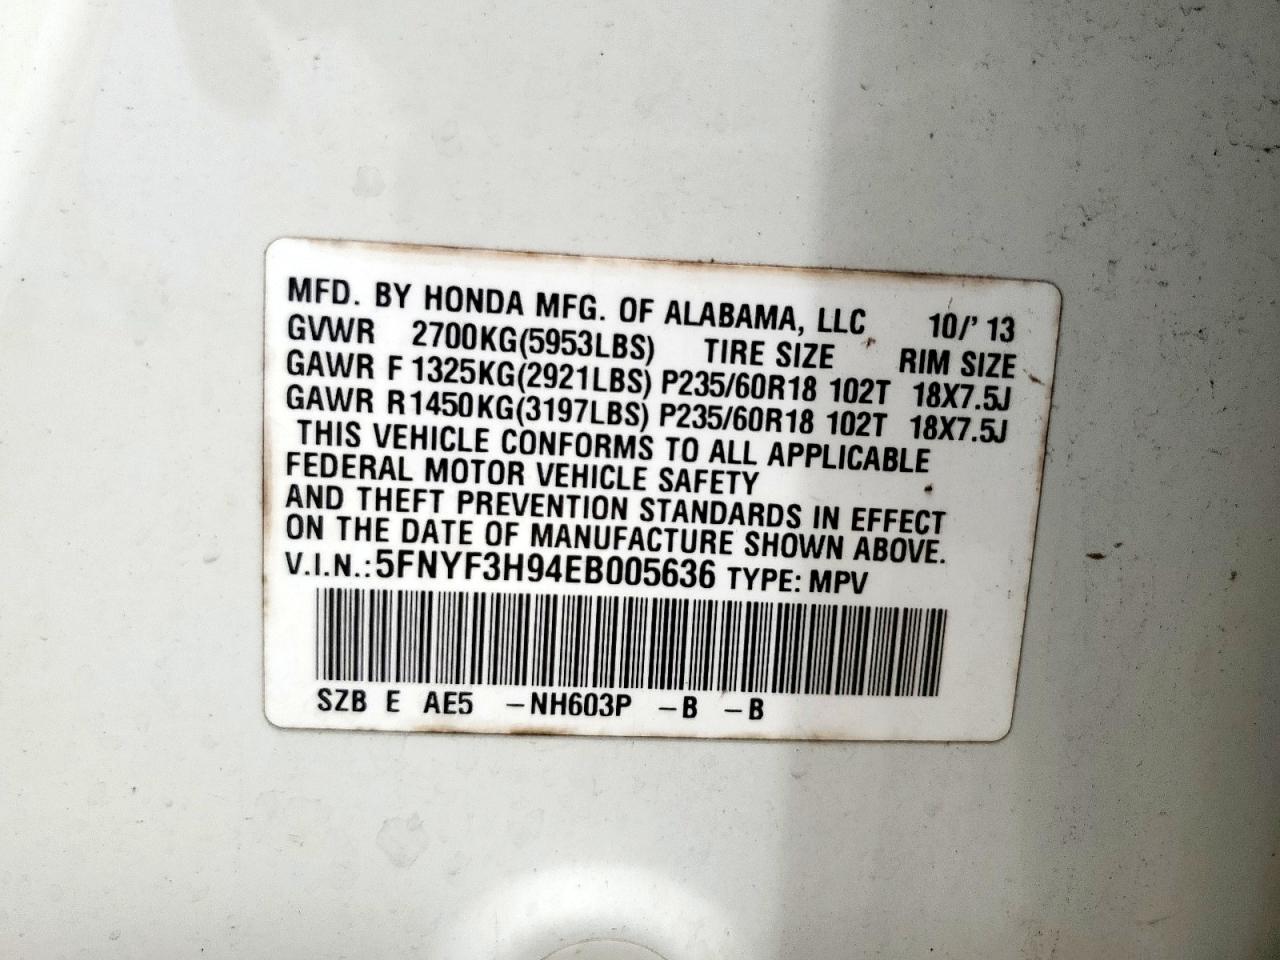 MFD. BY HONDA MFG. OF ALABAMA, LLC 10/' 13
GVWR 2700KG(5953LBS) TIRE SIZE RIM SIZE
GAWR F 1325KG(2921LBS) P235/60R18 102T 18X7.5J
GAWR R1450KG(3197LBS) P235/60R18 102T 18X7.5J
THIS VEHICLE CONFORMS TO ALL APPLICABLE
FEDERAL MOTOR VEHICLE SAFETY
AND THEFT PREVENTION STANDARDS IN EFFECT
ON THE DATE OF MANUFACTURE SHOWN ABOVE.
V.I.N.:5FNYF3H94EB005636 TYPE: MPV
SZB E AE5 –NH603P –B –B